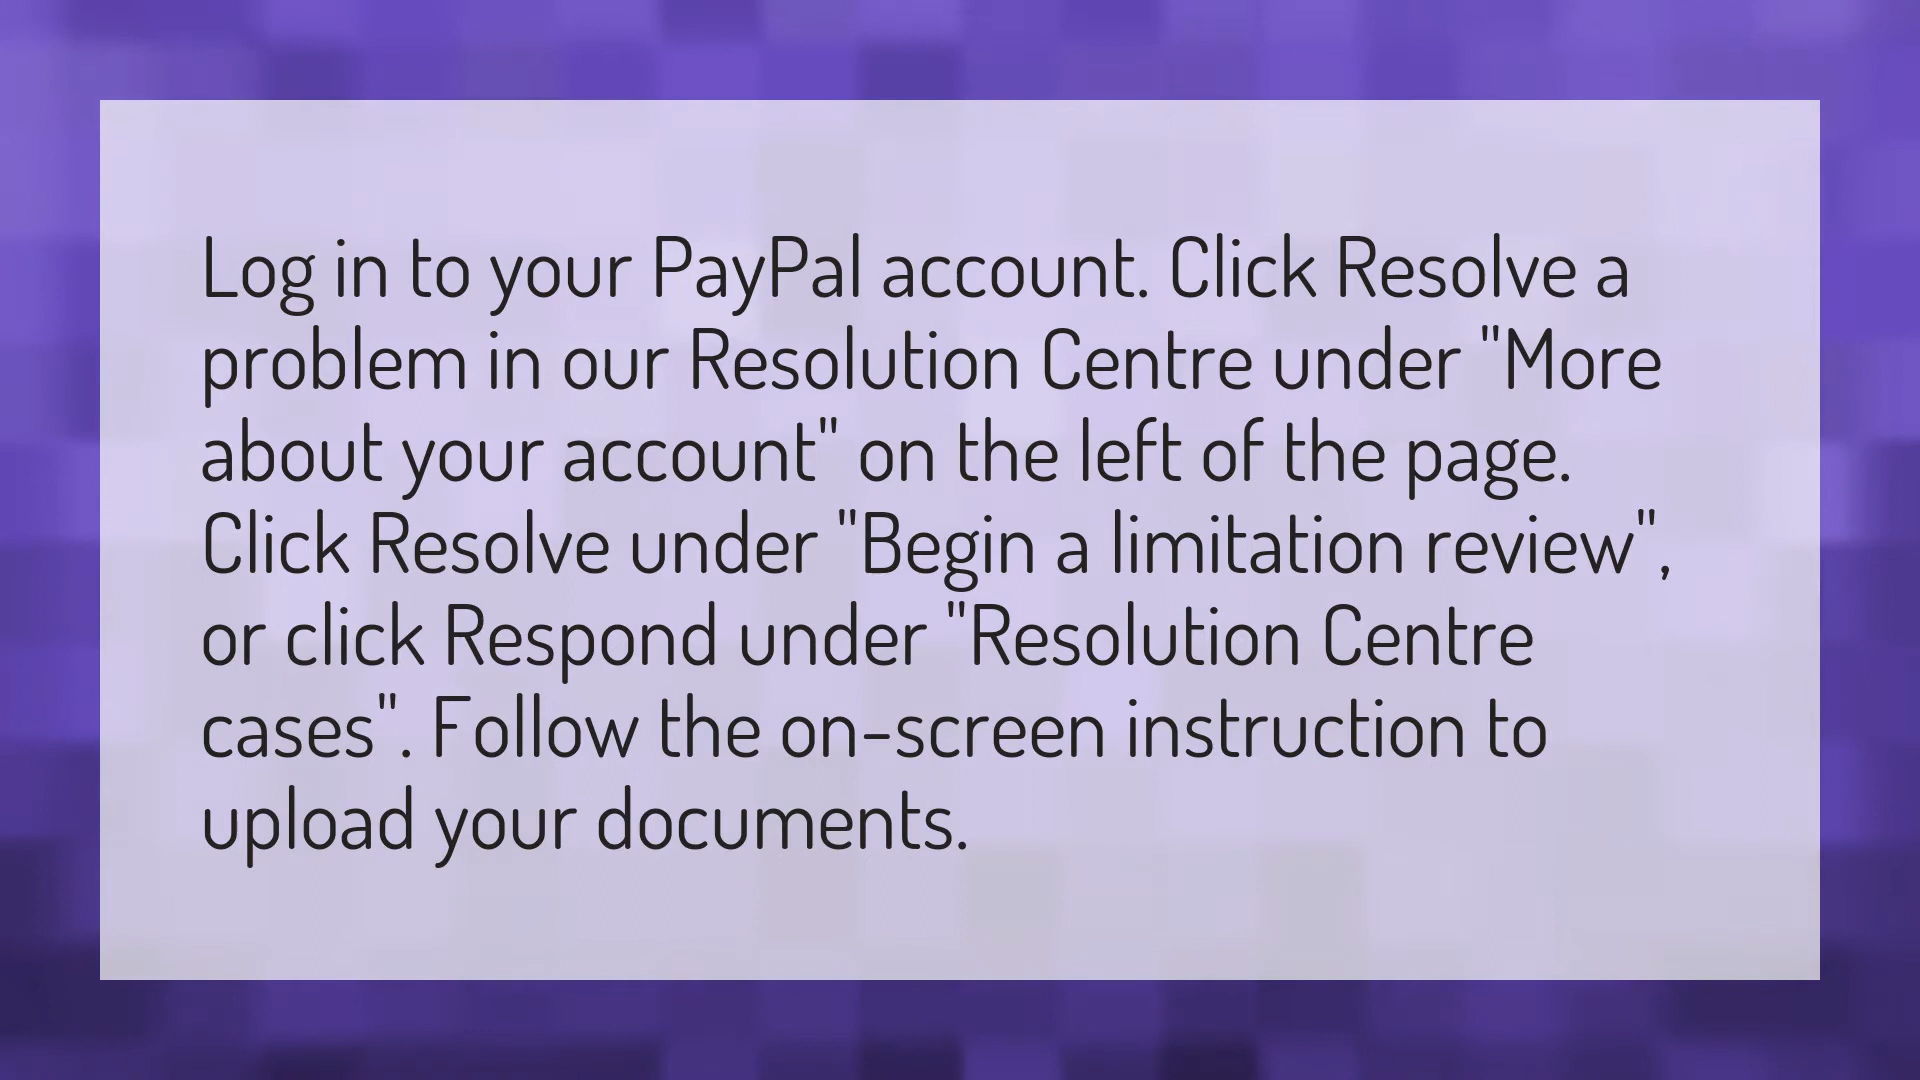 Log in to your PayPal account. Click Resolve a
problem in our Resolution Centre under "More
about your account" on the left of the page.
Click Resolve under "Begin a limitation review",
or click Respond under "Resolution Centre
cases". Follow the on-screen instruction to
upload your documents.